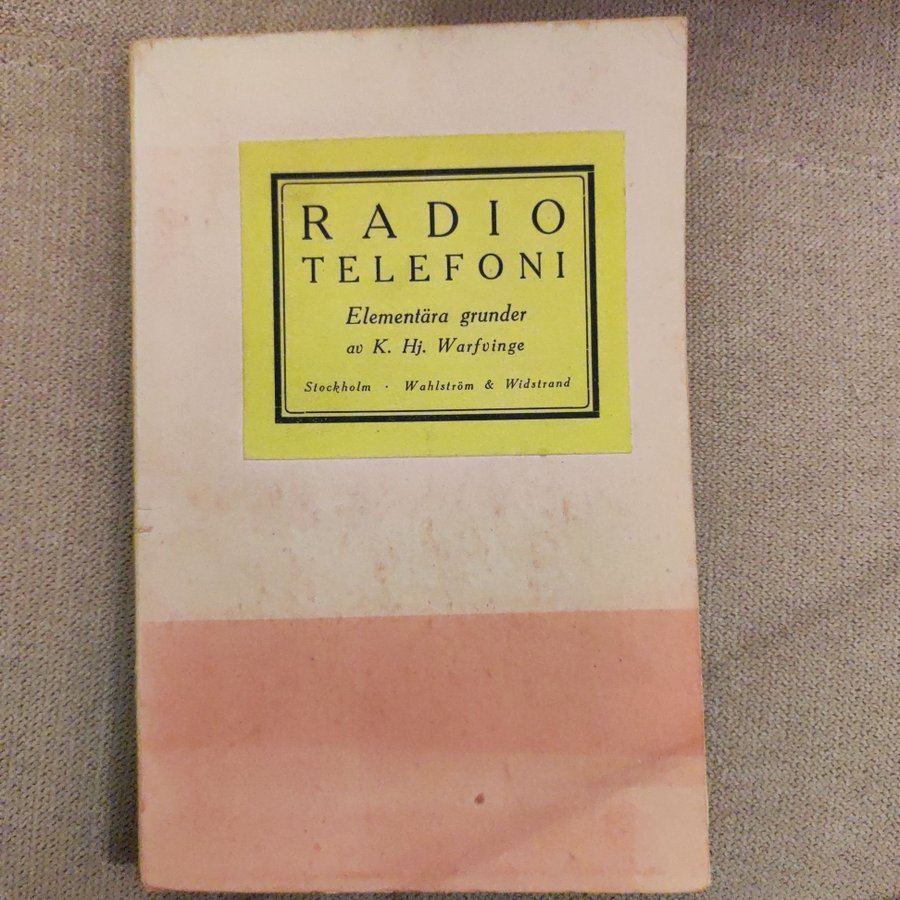 RADIO
TELEFONI
Elementära grunder
av K. Hj. Warfvinge
Stockholm · Wahlström & Widstrand